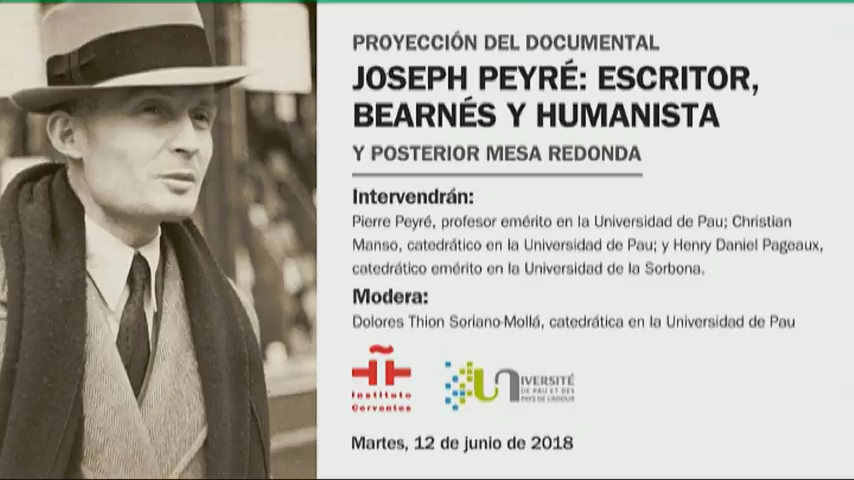 PROYECCIÓN DEL DOCUMENTAL
JOSEPH PEYRÉ: ESCRITOR,
BEARNÉS Y HUMANISTA
Y POSTERIOR MESA REDONDA
Intervendrán:
Pierre Peyré, profesor emérito en la Universidad de Pau; Christian
Manso, catedrático en la Universidad de Pau; y Henry Daniel Pageaux,
catedrático emérito en la Universidad de la Sorbona.
Modera:
Dolores Thion Soriano-Mollá, catedrática en la Universidad de Pau
Instituto
Cervantes
UNIVERSITÉ
DE PAU ET DES
PAYS DE L'ADOUR
Martes, 12 de junio de 2018